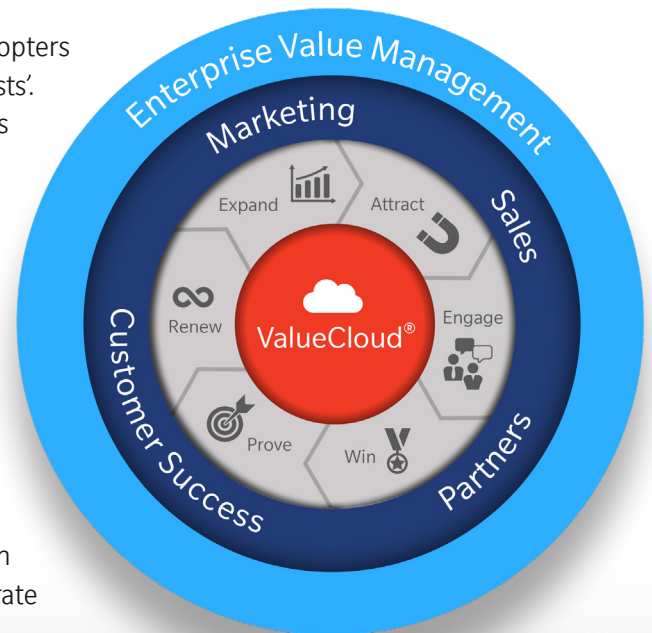 opters
sts’.
s
Enterprise Value Management
Marketing
Sales
Partners
Customer Success
Attract
Engage
Win
Prove
Renew
Expand
ValueCloud®
n
rate